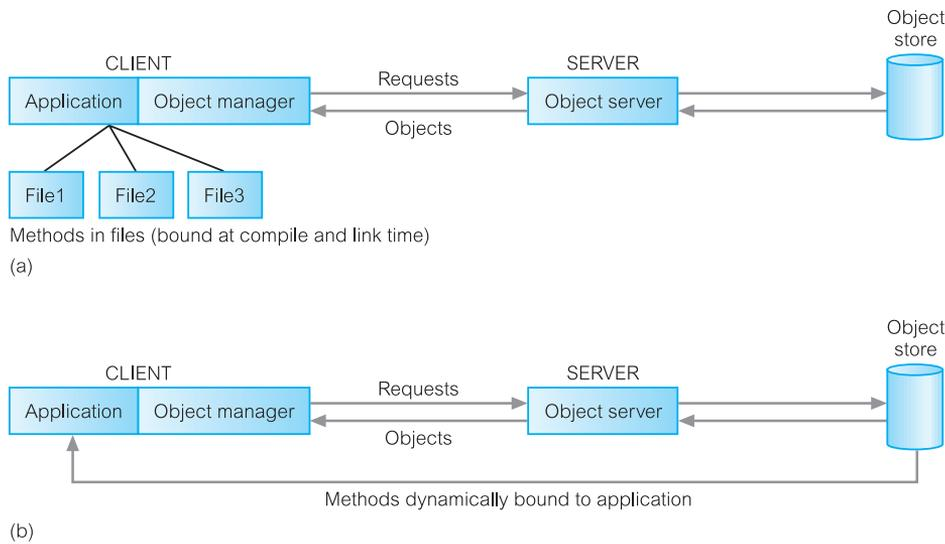 Object
store
CLIENT
SERVER
Application
Object manager
Requests
Objects
Object server
File1
File2
File3
Methods in files (bound at compile and link time)
(a)
Object
store
CLIENT
SERVER
Application
Object manager
Requests
Objects
Object server
Methods dynamically bound to application
(b)